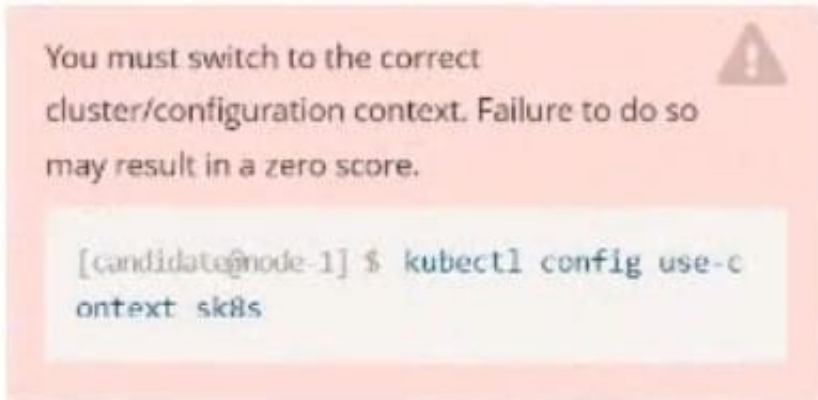 You must switch to the correct
cluster/configuration context. Failure to do so
may result in a zero score.
[candidate@node-1] $ kubectl config use-c
ontext sk8s